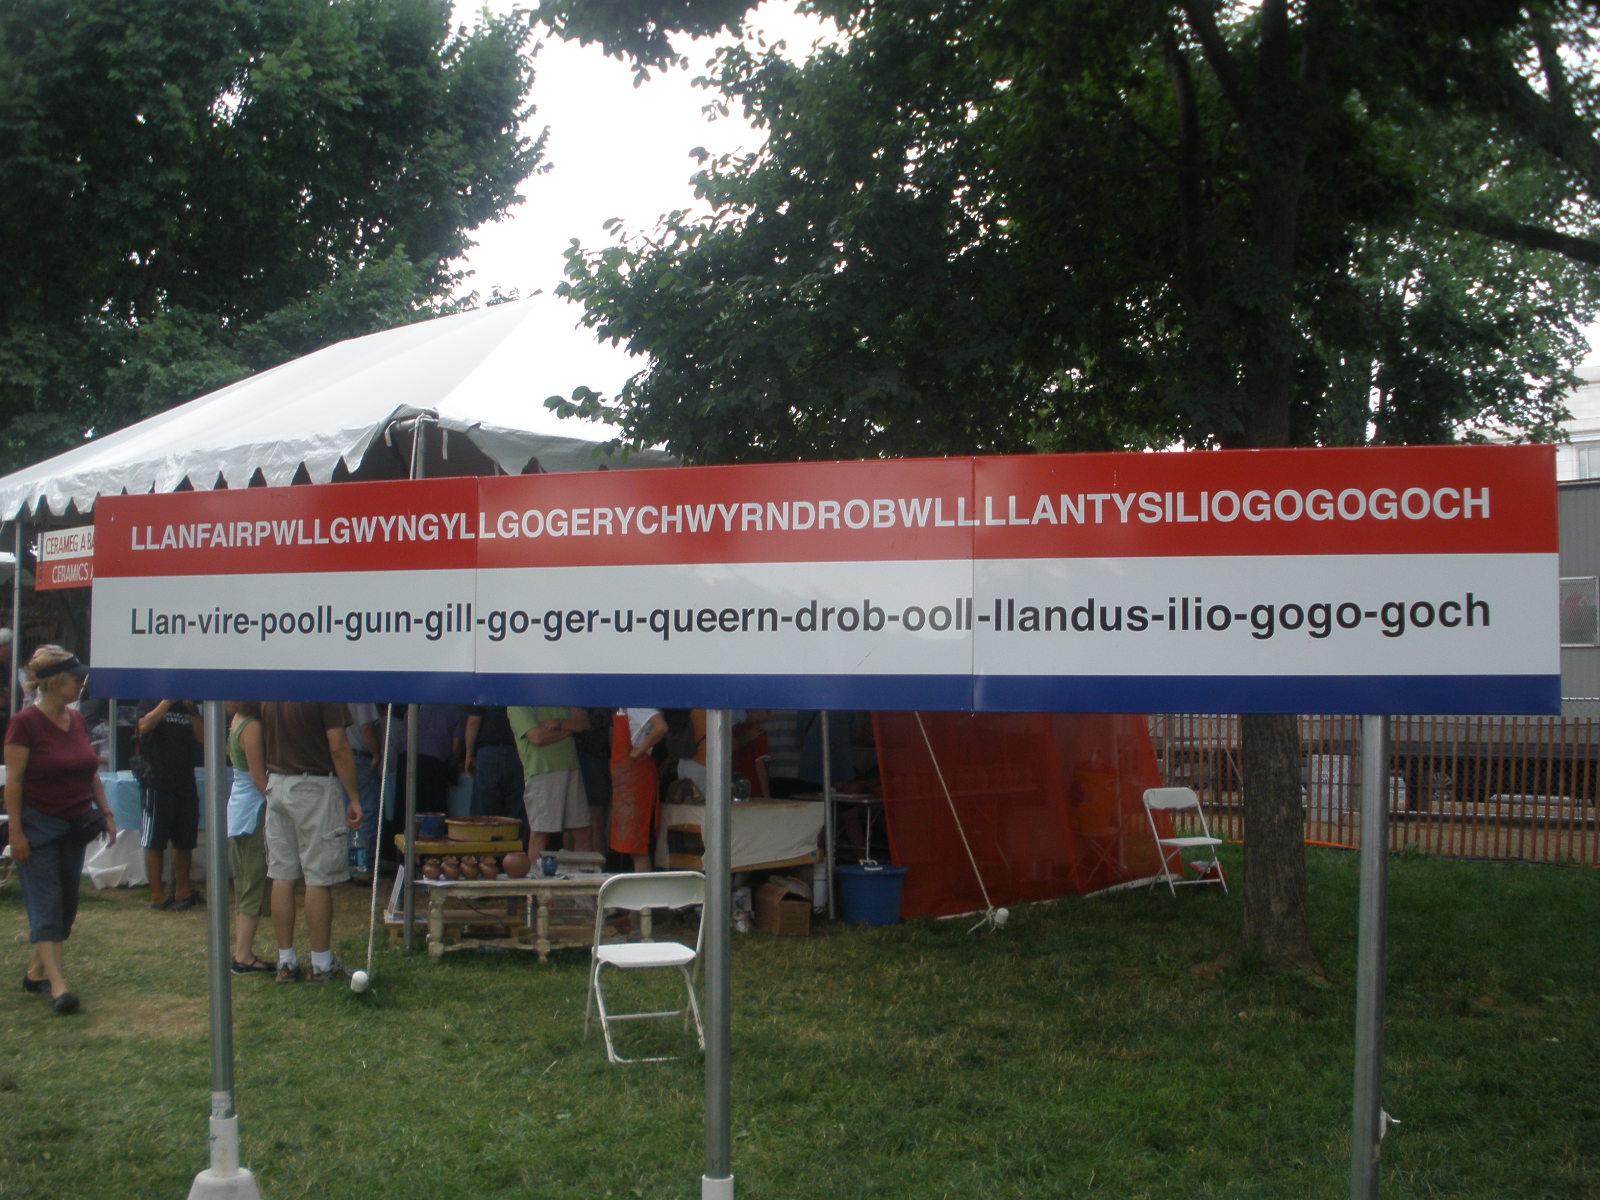 LLANFAIRPWLLGWYNGYLLGOGERYCHWYRNDROBWLLLLANTYSILIOGOGOGOCH
Llan-vire-pooll-guin-gill-go-ger-u-queern-drob-ooll-llandus-ilio-gogo-goch
CERAMEG A
CERAMICS